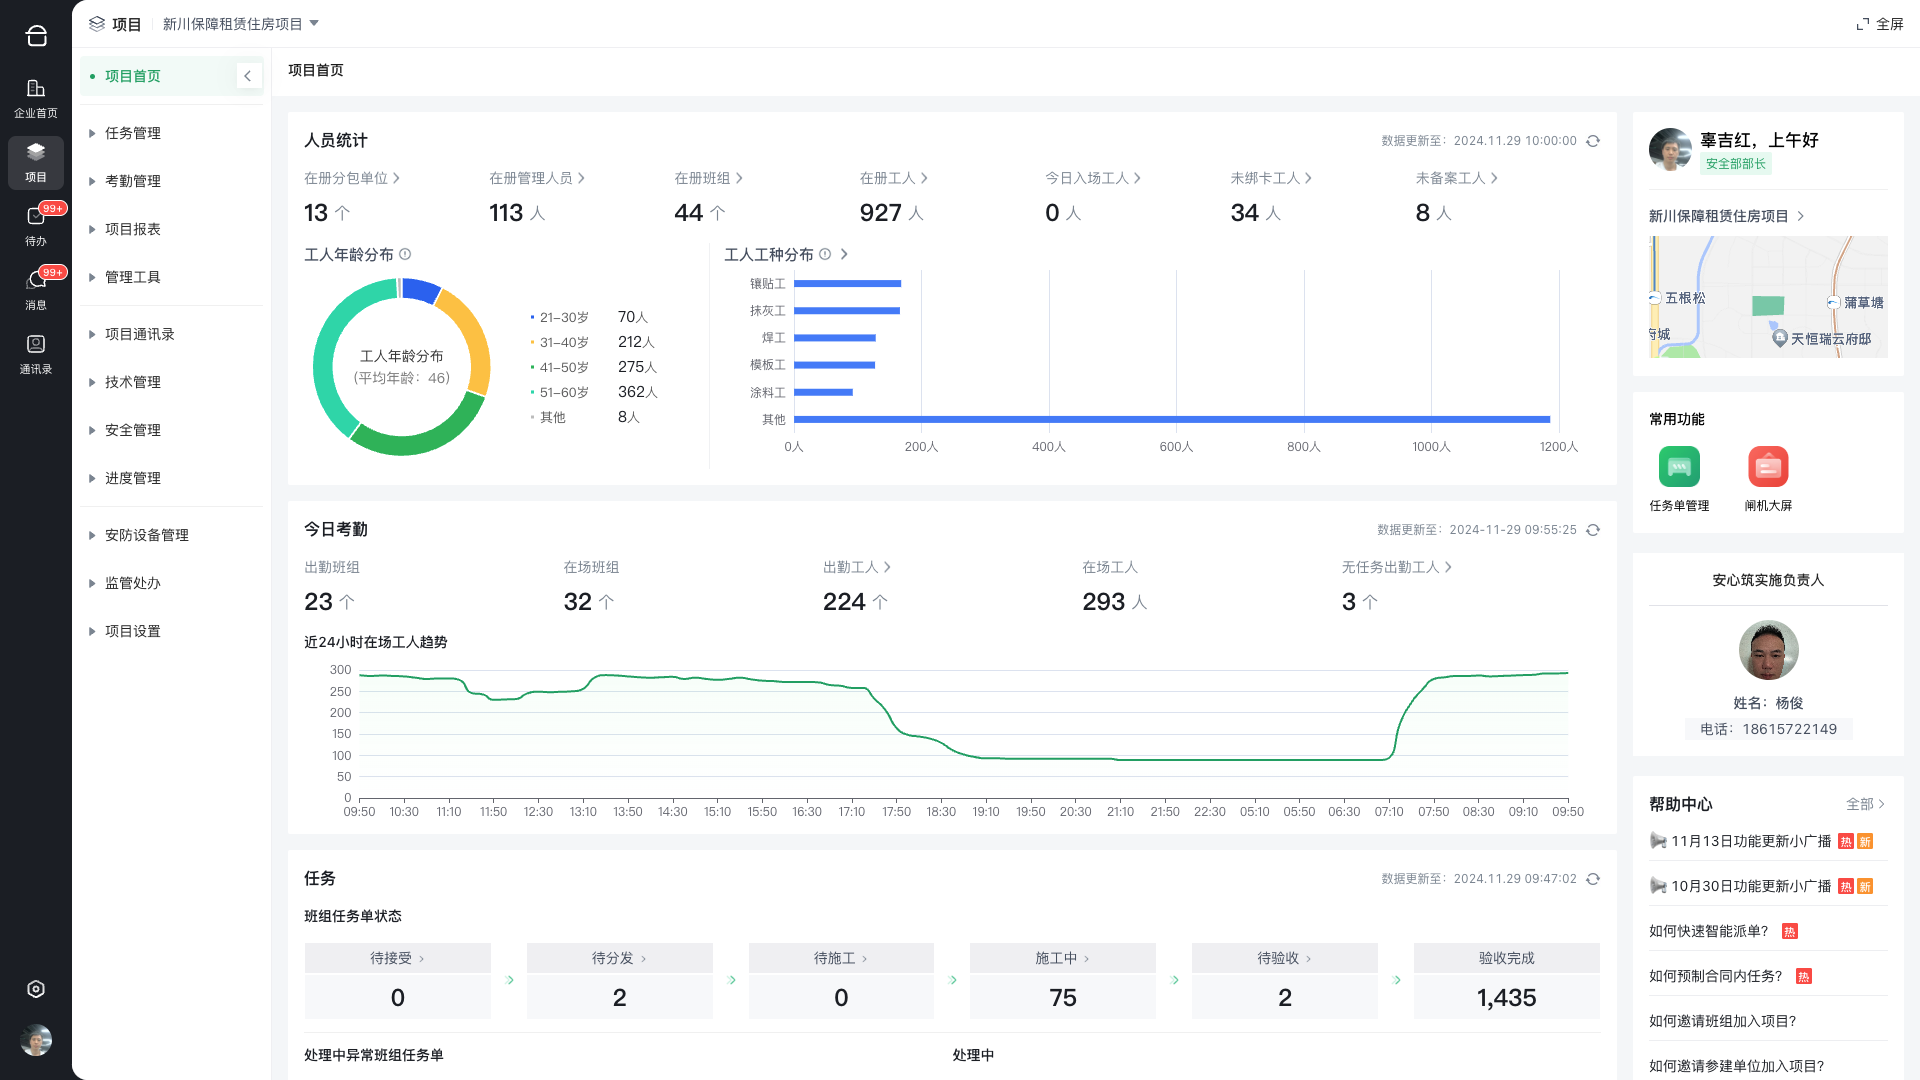 企业首页
项目
99+
待办
99+
消息
通讯录
项目
新川保障租赁住房项目
全屏
项目首页
任务管理
考勤管理
项目报表
管理工具
项目通讯录
技术管理
安全管理
进度管理
安防设备管理
监管处办
项目设置
项目首页
人员统计
数据更新至：2024.11.29 10:00:00
在册分包单位
13 个
在册管理人员
113 人
在册班组
44 个
在册工人
927 人
今日入场工人
0 人
未绑卡工人
34 人
未备案工人
8 人
工人年龄分布
工人年龄分布
(平均年龄：46)
21-30岁 70人
31-40岁 212人
41-50岁 275人
51-60岁 362人
其他 8人
工人工种分布
镶贴工
抹灰工
焊工
模板工
涂料工
其他
0人 200人 400人 600人 800人 1000人 1200人
今日考勤
数据更新至：2024-11-29 09:55:25
出勤班组
23 个
在场班组
32 个
出勤工人
224 个
在场工人
293 人
无任务出勤工人
3 个
近24小时在场工人趋势
300
250
200
150
100
50
0
09:50 10:30 11:10 11:50 12:30 13:10 13:50 14:30 15:10 15:50 16:30 17:10 17:50 18:30 19:10 19:50 20:30 21:10 21:50 22:30 05:10 05:50 06:30 07:10 07:50 08:30 09:10 09:50
任务
数据更新至：2024.11.29 09:47:02
班组任务单状态
待接受
0
待分发
2
待施工
0
施工中
75
待验收
2
验收完成
1,435
处理中异常班组任务单
处理中
辜吉红，上午好
安全部部长
新川保障租赁住房项目
五根松
蒲草塘
府城
天恒瑞云府邸
常用功能
任务单管理
闸机大屏
安心筑实施负责人
姓名：杨俊
电话：18615722149
帮助中心
全部
11月13日功能更新小广播 热 新
10月30日功能更新小广播 热 新
如何快速智能派单？ 热
如何预制合同内任务？ 热
如何邀请班组加入项目？
如何邀请参建单位加入项目？